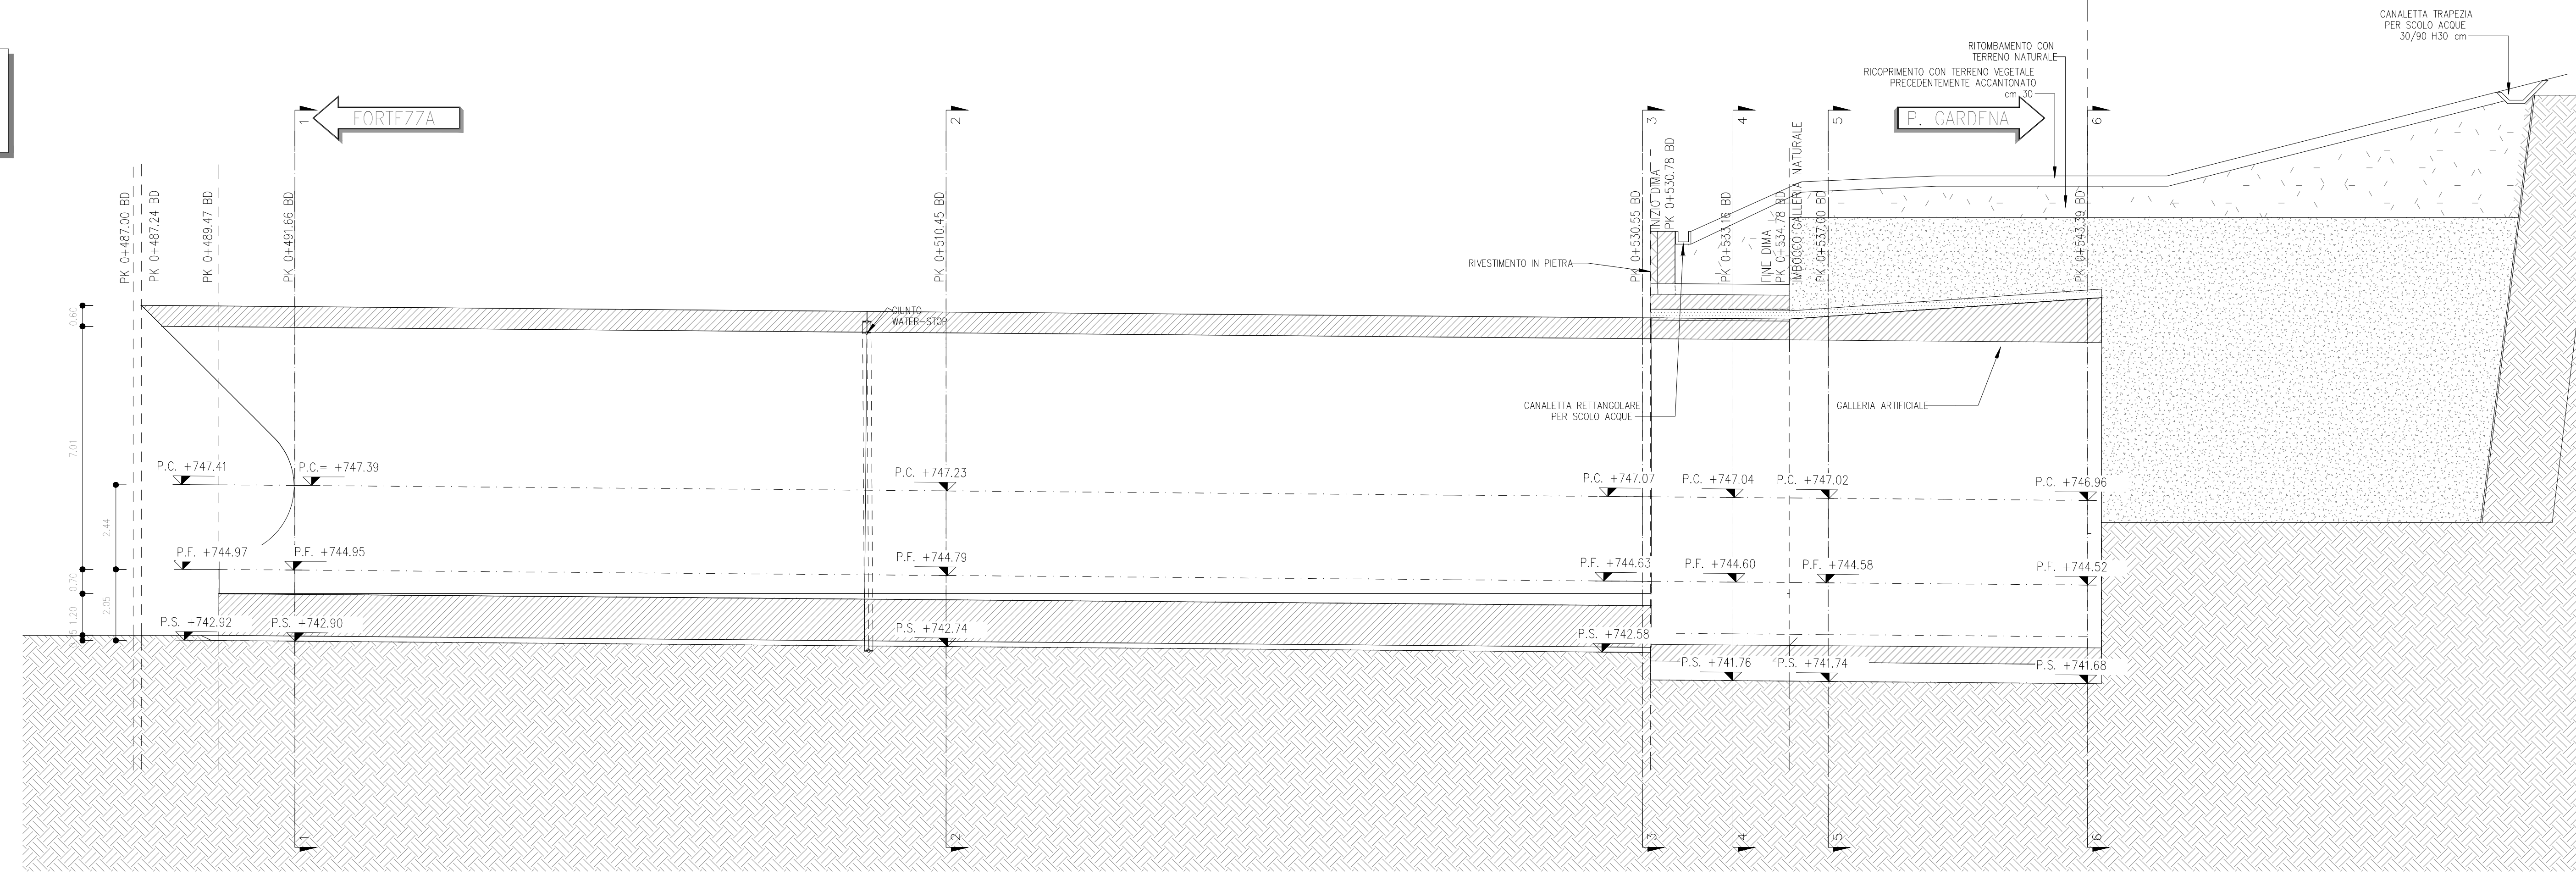 CANALETTA TRAPEZIA
PER SCOLO ACQUE
30/90 H30 cm
RITOMBAMENTO CON
TERRENO NATURALE
RICOPRIMENTO CON TERRENO VEGETALE
PRECEDENTEMENTE ACCANTONATO
cm 30
FORTEZZA
P. GARDENA
1
2
3
4
5
6
PK 0+487.00 BD
PK 0+487.24 BD
PK 0+489.47 BD
PK 0+491.66 BD
PK 0+510.45 BD
PK 0+530.55 BD
INIZIO DIMA
PK 0+530.78 BD
PK 0+533.16 BD
FINE DIMA
PK 0+534.78 BD
IMBOCCO GALLERIA NATURALE
PK 0+537.00 BD
PK 0+543.39 BD
RIVESTIMENTO IN PIETRA
GIUNTO
WATER-STOP
CANALETTA RETTANGOLARE
PER SCOLO ACQUE
GALLERIA ARTIFICIALE
0,60
7,01
2,44
0,70
2,05
1,20
P.C. +747.41
P.C.= +747.39
P.C. +747.23
P.C. +747.07
P.C. +747.04
P.C. +747.02
P.C. +746.96
P.F. +744.97
P.F. +744.95
P.F. +744.79
P.F. +744.63
P.F. +744.60
P.F. +744.58
P.F. +744.52
P.S. +742.92
P.S. +742.90
P.S. +742.74
P.S. +742.58
P.S. +741.76
P.S. +741.74
P.S. +741.68
1
2
3
4
5
6